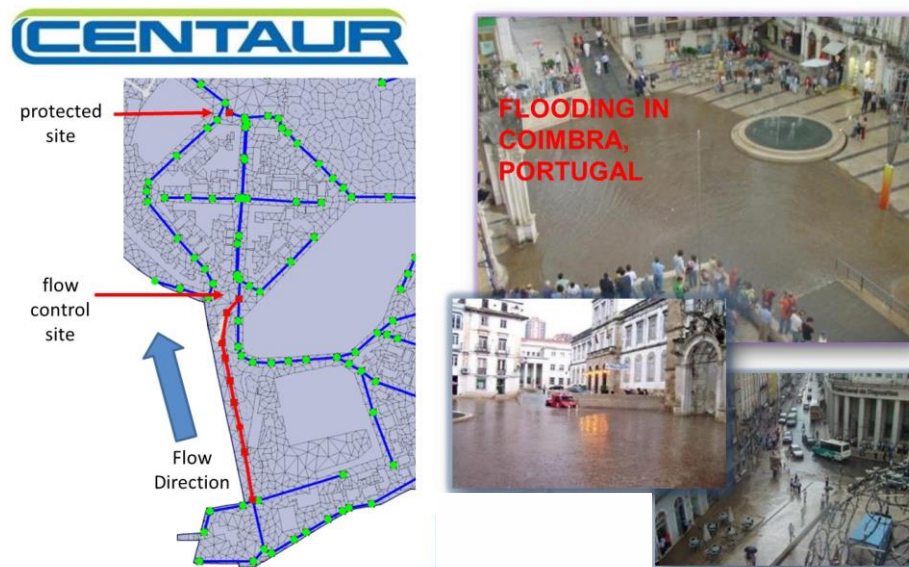 CENTAUR
protected
site
flow
control
site
Flow
Direction
FLOODING IN
COIMBRA,
PORTUGAL